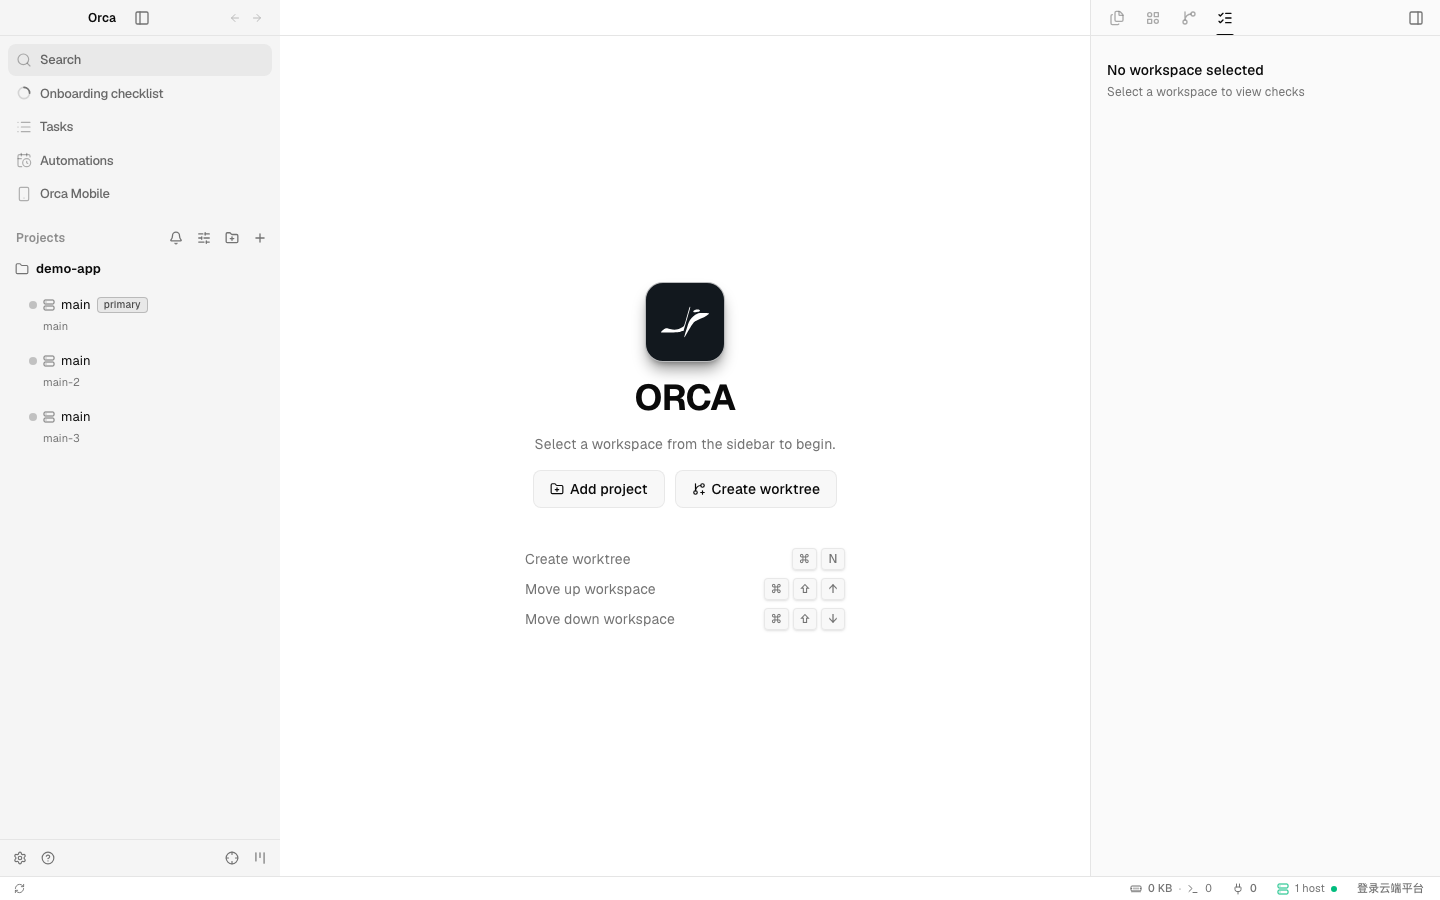 Orca
Search
Onboarding checklist
Tasks
Automations
Orca Mobile
Projects
demo-app
main primary
main
main
main-2
main
main-3
ORCA
Select a workspace from the sidebar to begin.
Add project
Create worktree
Create worktree ⌘ N
Move up workspace ⌘ ⇧ ↑
Move down workspace ⌘ ⇧ ↓
No workspace selected
Select a workspace to view checks
0 KB · 0
0
1 host
登录云端平台